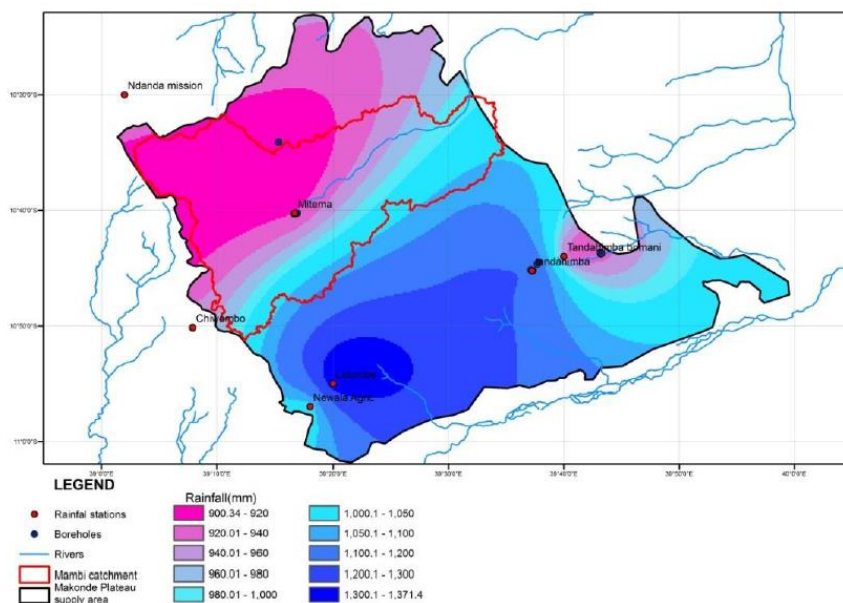 Ndanda mission
10°30'0"S
Mitema
10°40'0"S
Tandahimba bomani
10°50'0"S
Newala Agric
11°0'0"S
39°0'0"E
39°10'0"E
39°20'0"E
39°30'0"E
39°40'0"E
39°50'0"E
40°0'0"E
LEGEND
Rainfal stations
Boreholes
Rivers
Mambi catchment
Makonde Plateau
supply area
Rainfall(mm)
900.34 - 920
920.01 - 940
940.01 - 960
960.01 - 980
980.01 - 1,000
1,000.1 - 1,050
1,050.1 - 1,100
1,100.1 - 1,200
1,200.1 - 1,300
1,300.1 - 1,371.4